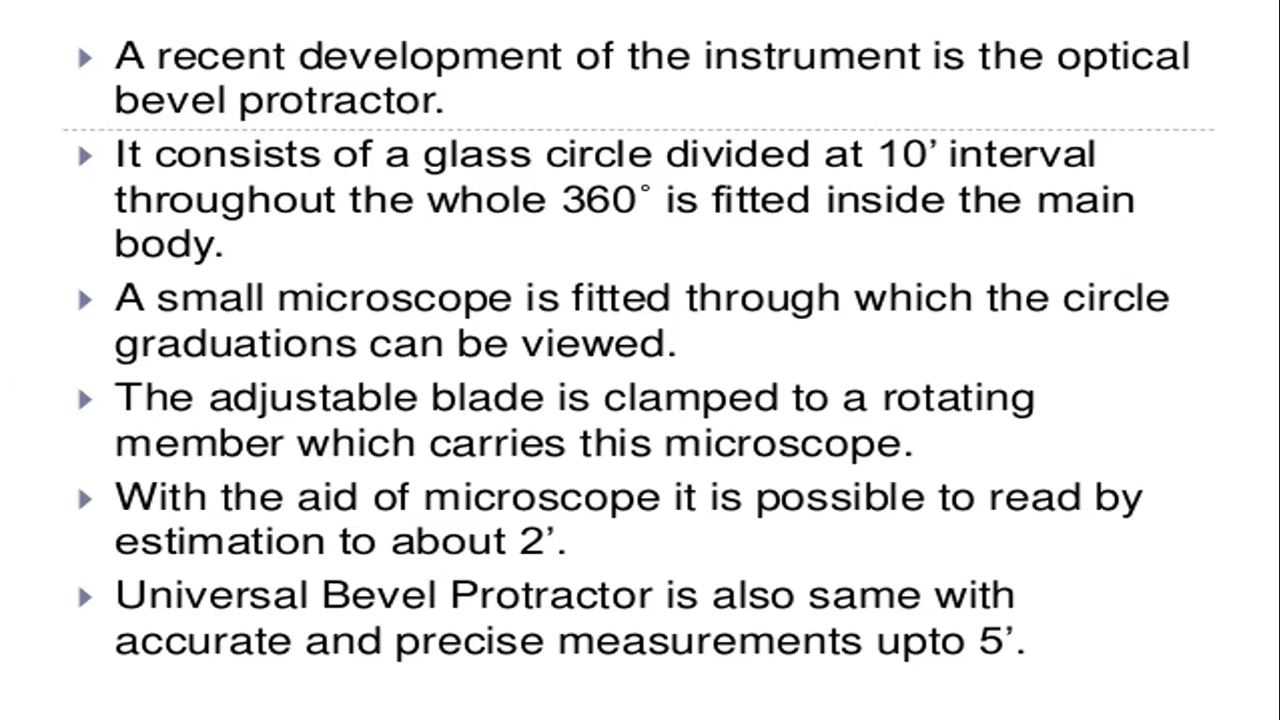 A recent development of the instrument is the optical
bevel protractor.
It consists of a glass circle divided at 10’ interval
throughout the whole 360˚ is fitted inside the main
body.
A small microscope is fitted through which the circle
graduations can be viewed.
The adjustable blade is clamped to a rotating
member which carries this microscope.
With the aid of microscope it is possible to read by
estimation to about 2’.
Universal Bevel Protractor is also same with
accurate and precise measurements upto 5’.